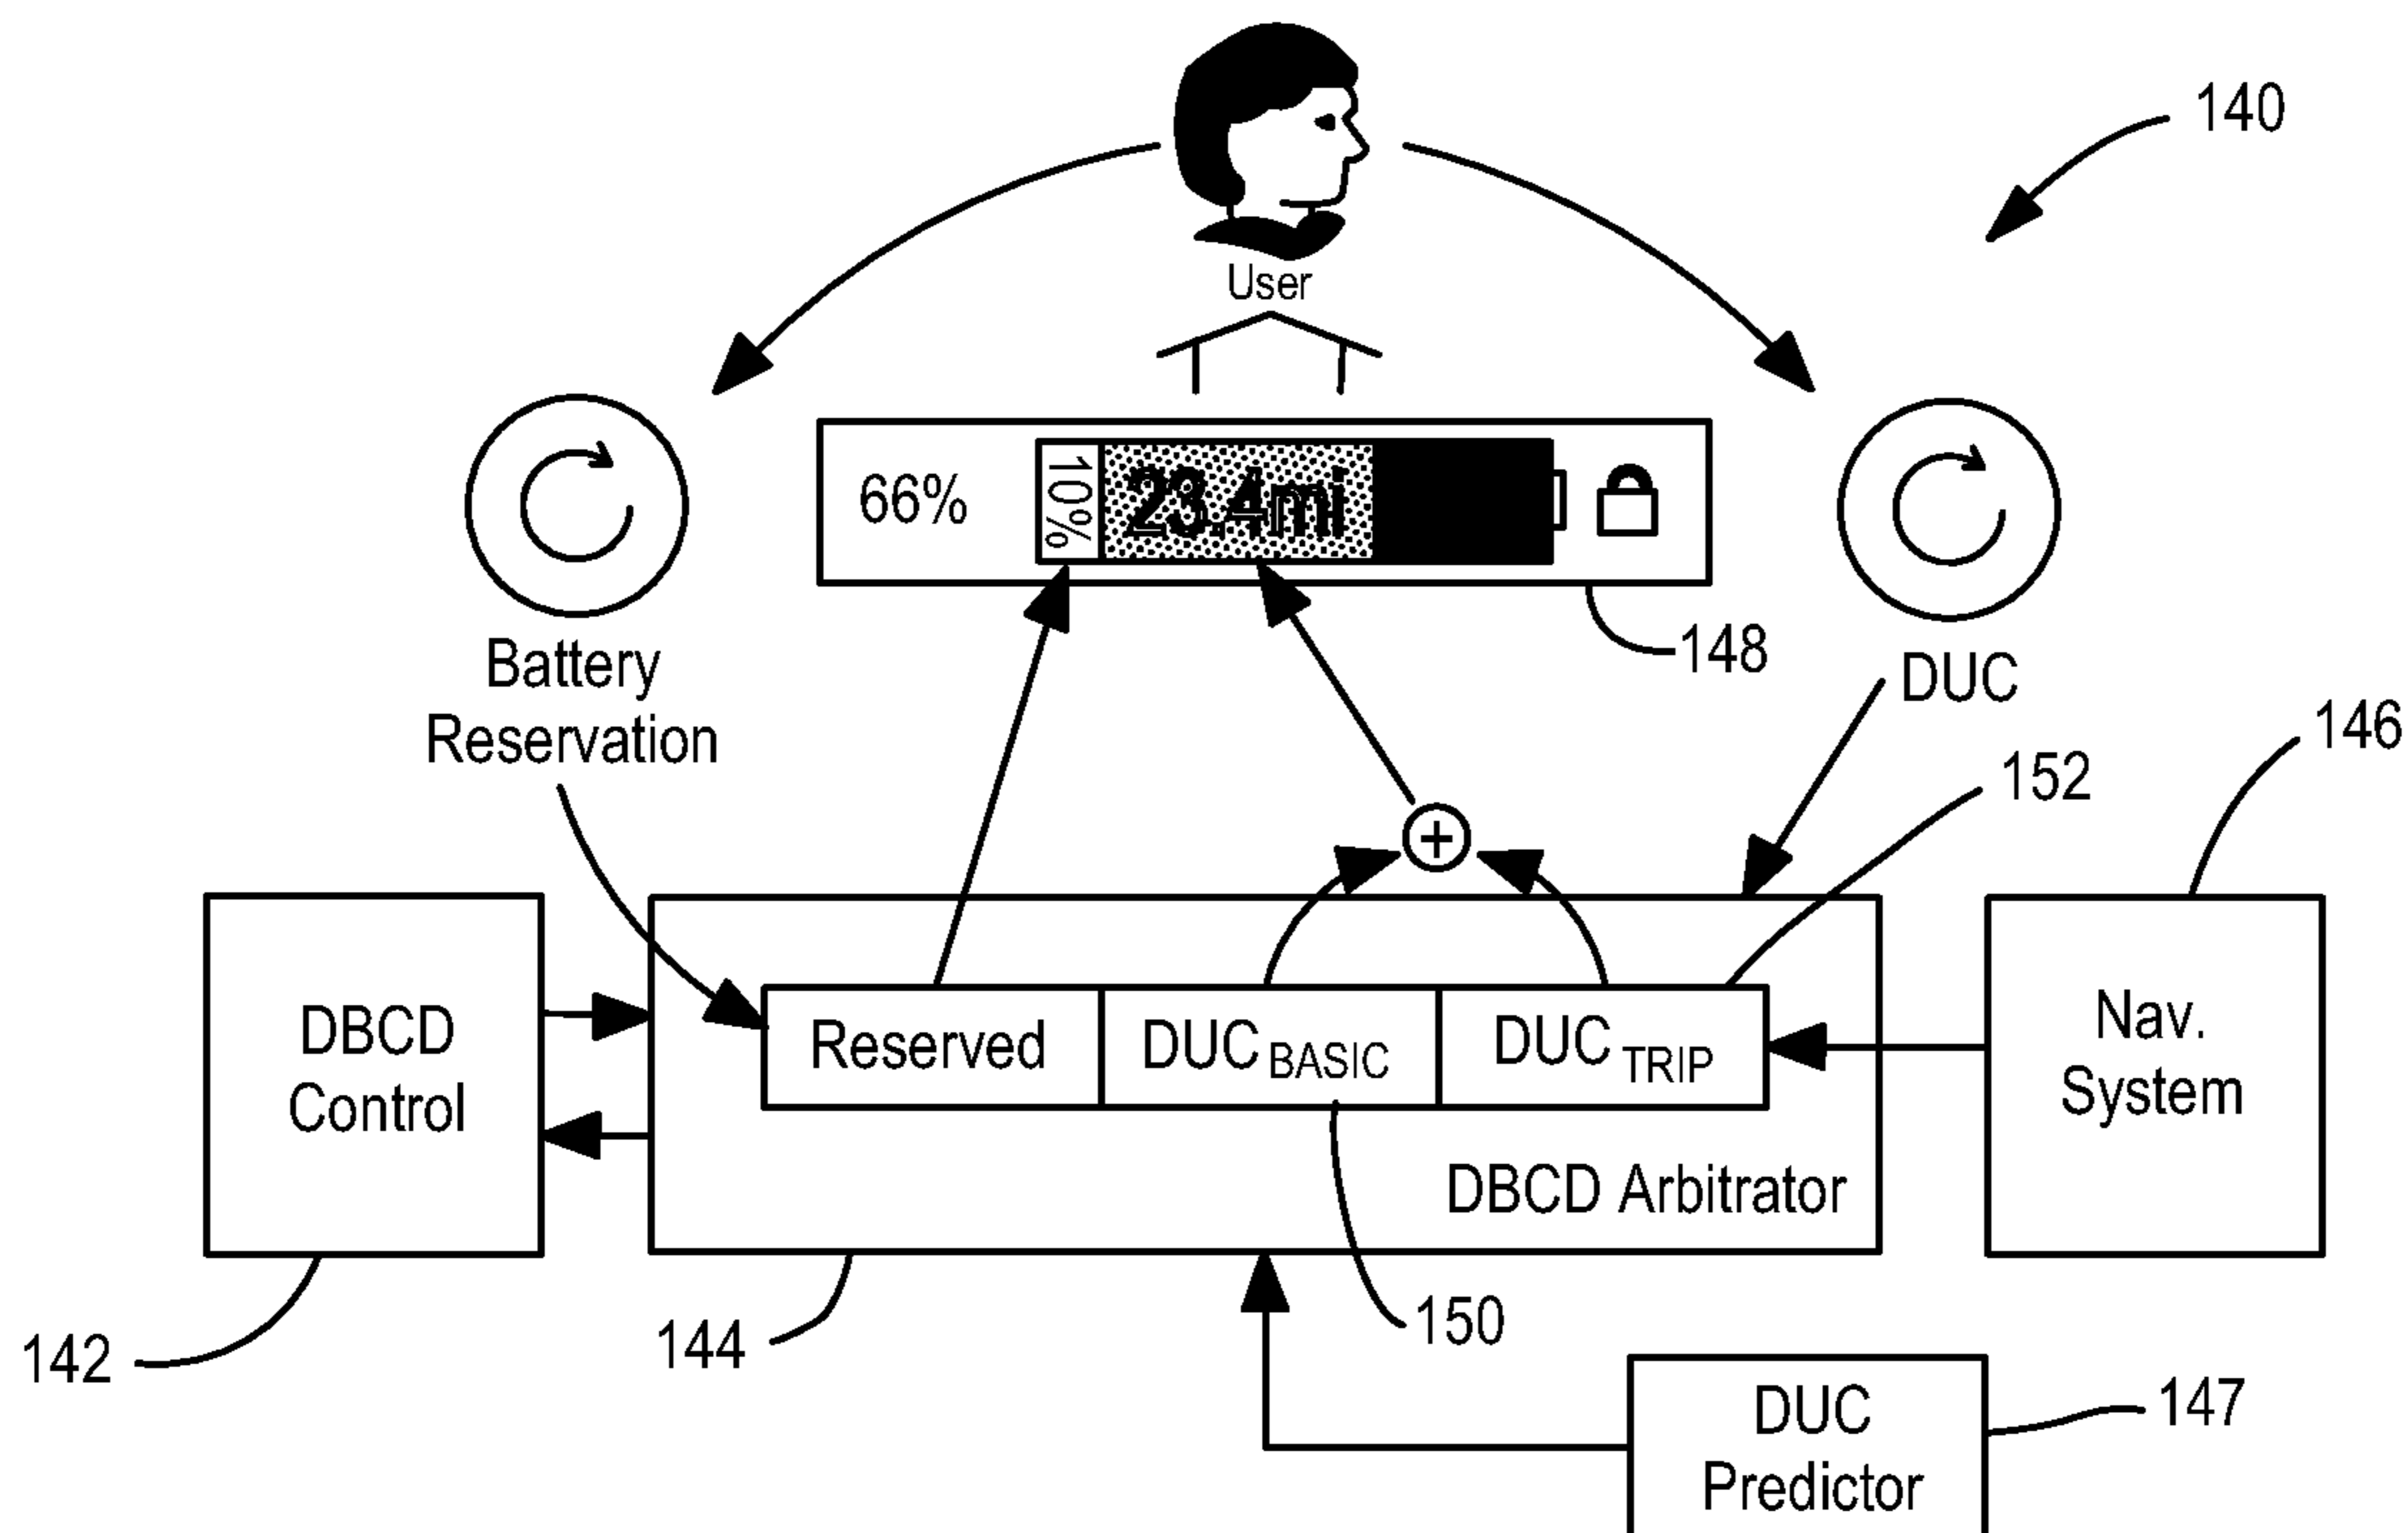 140
User
66%
10%
23.4mi
148
Battery
Reservation
DUC
146
152
DBCD
Control
Reserved
DUC BASIC
DUC TRIP
Nav.
System
DBCD Arbitrator
142
144
150
147
DUC
Predictor
+